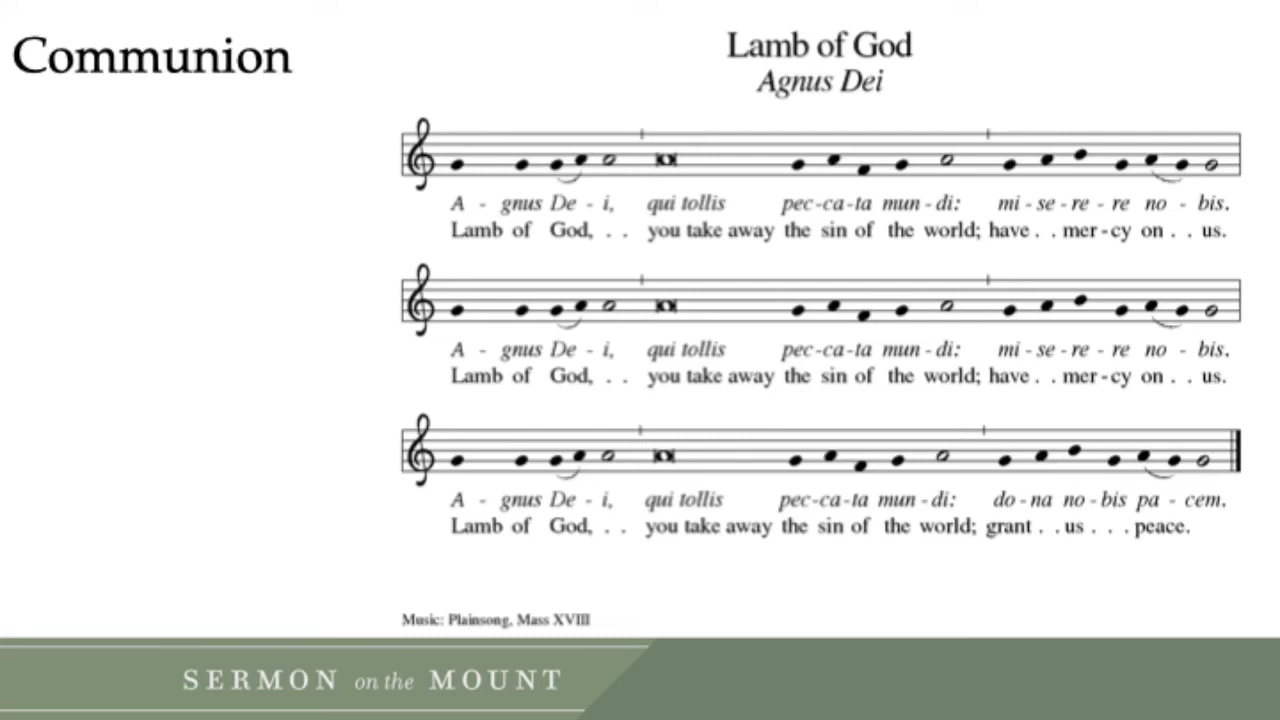 Communion
Lamb of God
Agnus Dei
A - gnus De - i, qui tollis pec-ca-ta mun-di: mi-se-re-re no-bis.
Lamb of God, . . you take away the sin of the world; have . . mer-cy on . . us.
A - gnus De - i, qui tollis pec-ca-ta mun-di: mi-se-re-re no-bis.
Lamb of God, . . you take away the sin of the world; have . . mer-cy on . . us.
A - gnus De - i, qui tollis pec-ca-ta mun-di: do-na no-bis pa-cem.
Lamb of God, . . you take away the sin of the world; grant . . us . . . peace.
Music: Plainsong, Mass XVIII
SERMON on the MOUNT